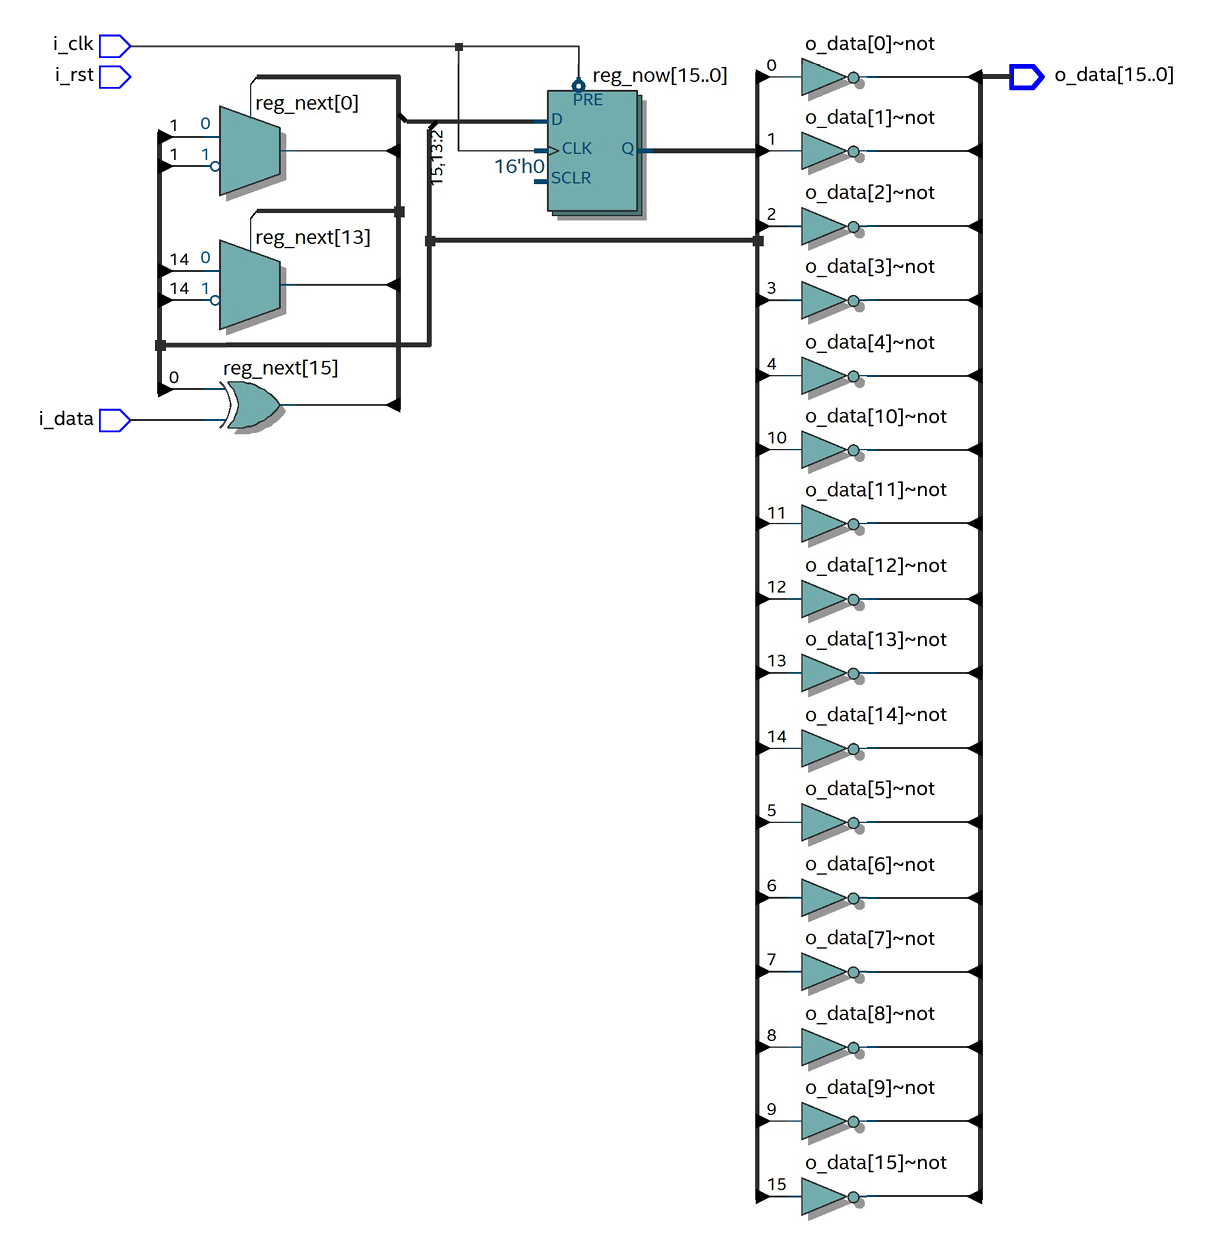 i_clk
i_rst
reg_next[0]
1 0
1 1
reg_next[13]
14 0
14 1
reg_next[15]
0
i_data
15,13:2
reg_now[15..0]
PRE
D
CLK
Q
16'h0
SCLR
o_data[0]~not
0
o_data[15..0]
o_data[1]~not
1
o_data[2]~not
2
o_data[3]~not
3
o_data[4]~not
4
o_data[10]~not
10
o_data[11]~not
11
o_data[12]~not
12
o_data[13]~not
13
o_data[14]~not
14
o_data[5]~not
5
o_data[6]~not
6
o_data[7]~not
7
o_data[8]~not
8
o_data[9]~not
9
o_data[15]~not
15